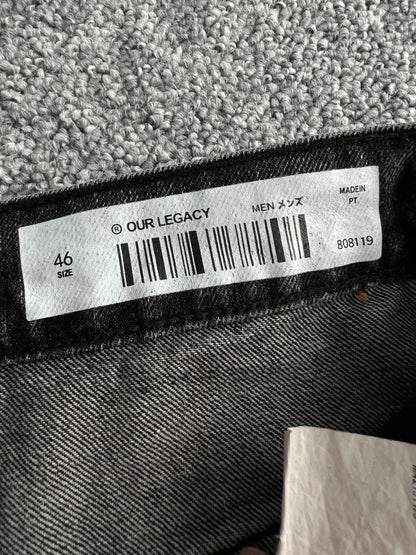 46
SIZE
® OUR LEGACY
MEN メンズ
MADE IN
PT.
808119